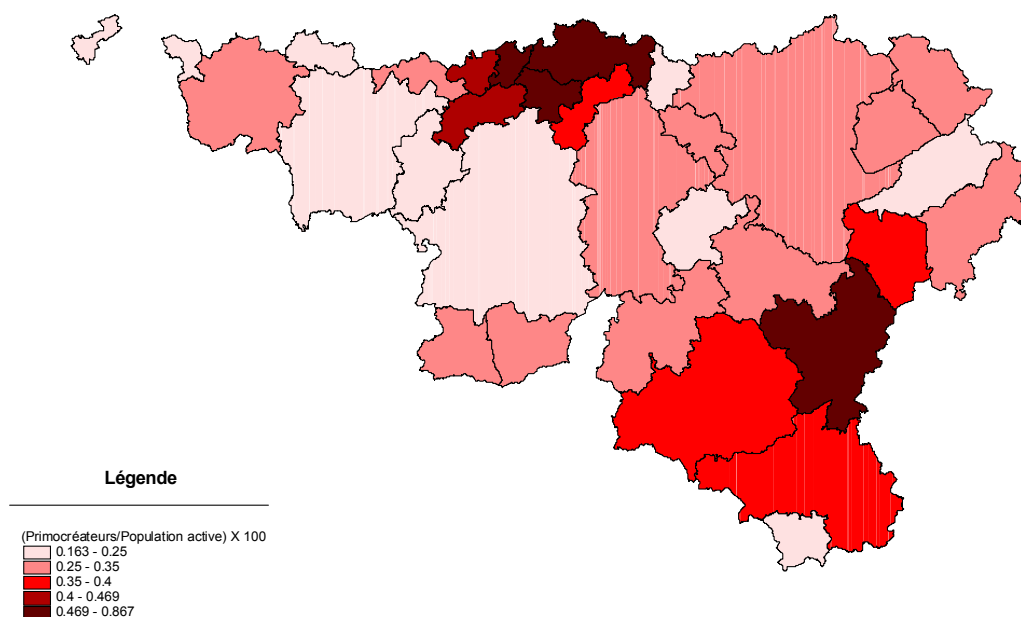 Légende
(Primocréateurs/Population active) X 100
0.163 - 0.25
0.25 - 0.35
0.35 - 0.4
0.4 - 0.469
0.469 - 0.867